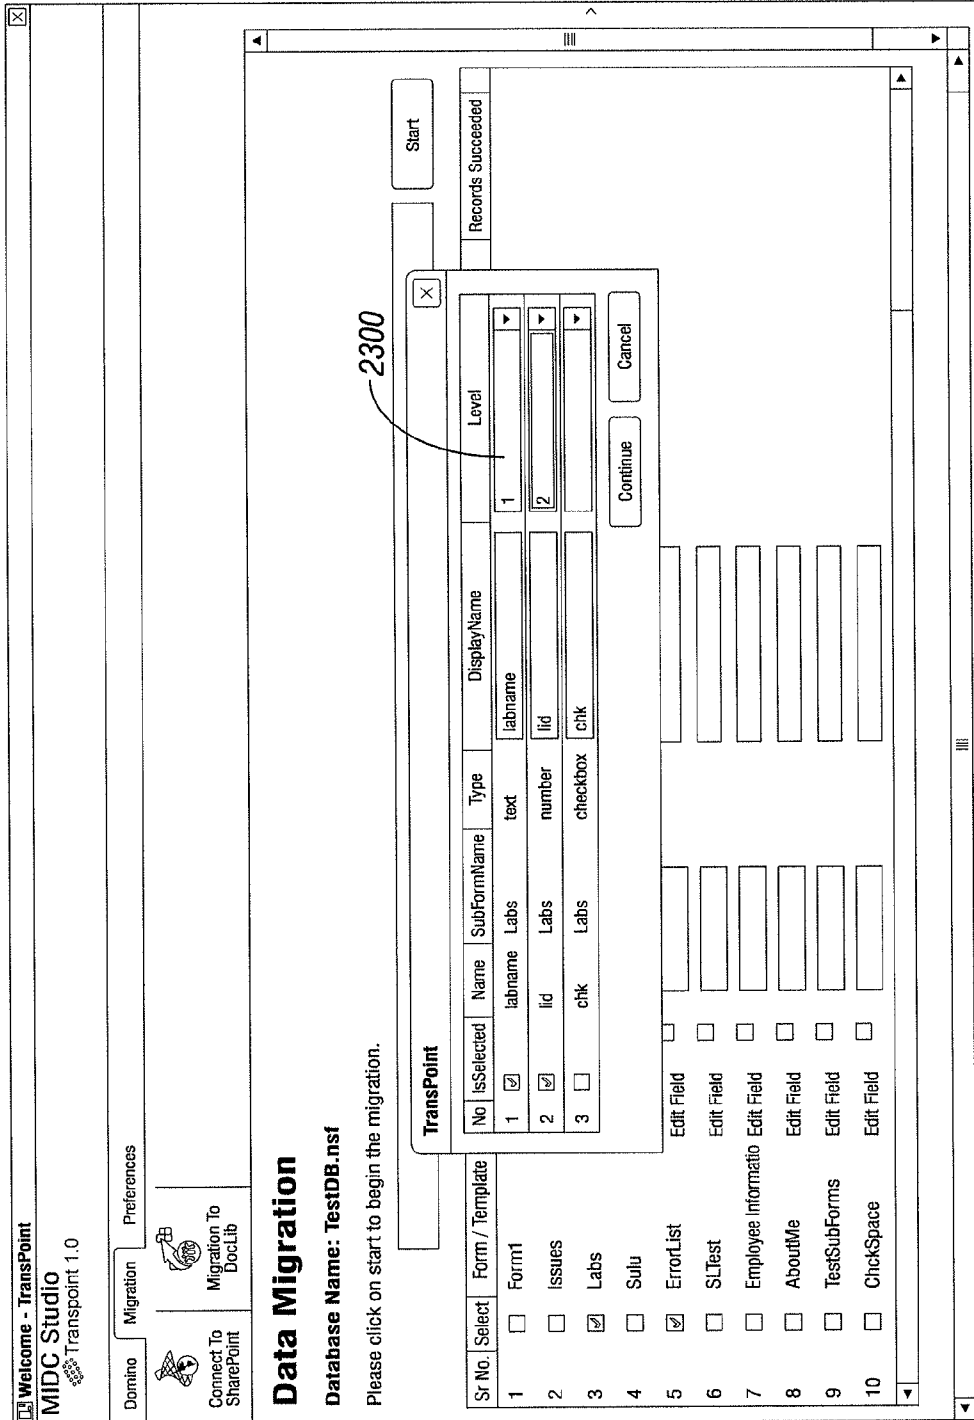 Welcome - TransPoint
MIDC Studio
Transpoint 1.0
Domino
Migration
Preferences
Connect To
SharePoint
Migration To
DocLib
Data Migration
Database Name: TestDB.nsf
Please click on start to begin the migration.
Start
2300
Sr No. Select Form / Template Records Succeeded
1 Form1
2 Issues
3 Labs
4 Sulu
5 ErrorList Edit Field
6 SLTest Edit Field
7 Employee Informatio Edit Field
8 AboutMe Edit Field
9 TestSubForms Edit Field
10 ChckSpace Edit Field
TransPoint
No IsSelected Name SubFormName Type DisplayName Level
1 labname Labs text labname 1
2 lid Labs number lid 2
3 chk Labs checkbox chk
Continue Cancel